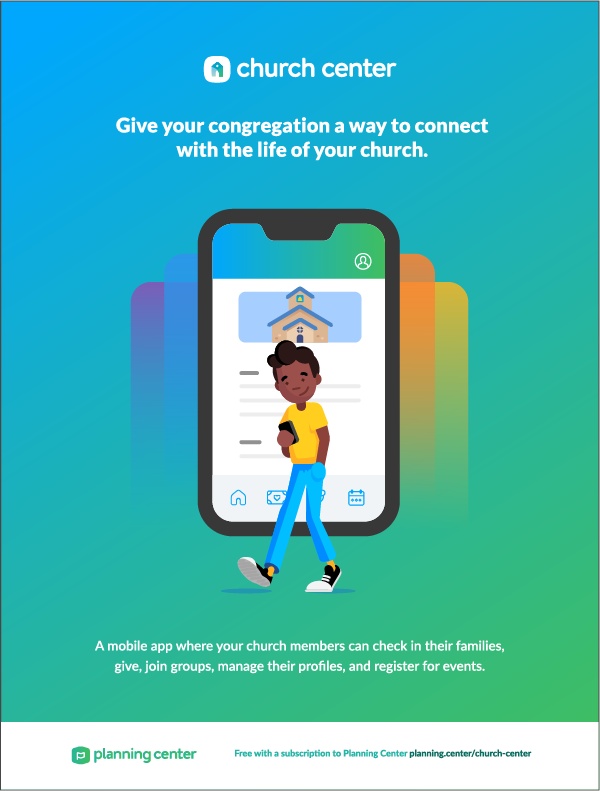 church center
Give your congregation a way to connect
with the life of your church.
A mobile app where your church members can check in their families,
give, join groups, manage their profiles, and register for events.
planning center
Free with a subscription to Planning Center planning.center/church-center